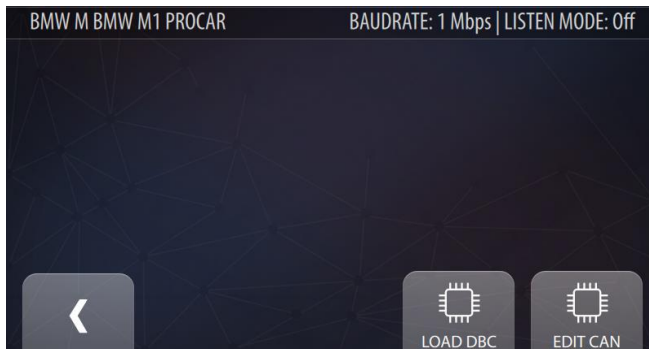 BMW M BMW M1 PROCAR
BAUDRATE: 1 Mbps | LISTEN MODE: Off
LOAD DBC
EDIT CAN